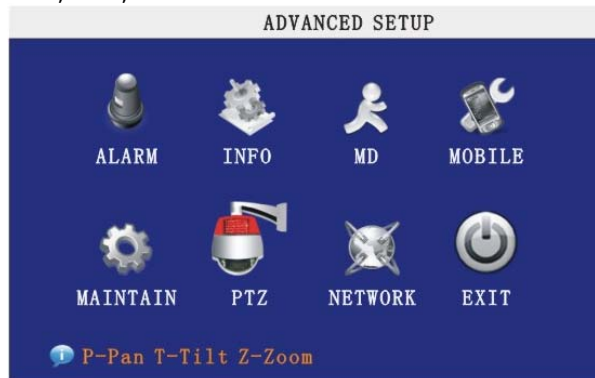 ADVANCED SETUP
ALARM INFO MD MOBILE
MAINTAIN PTZ NETWORK EXIT
P-Pan T-Tilt Z-Zoom